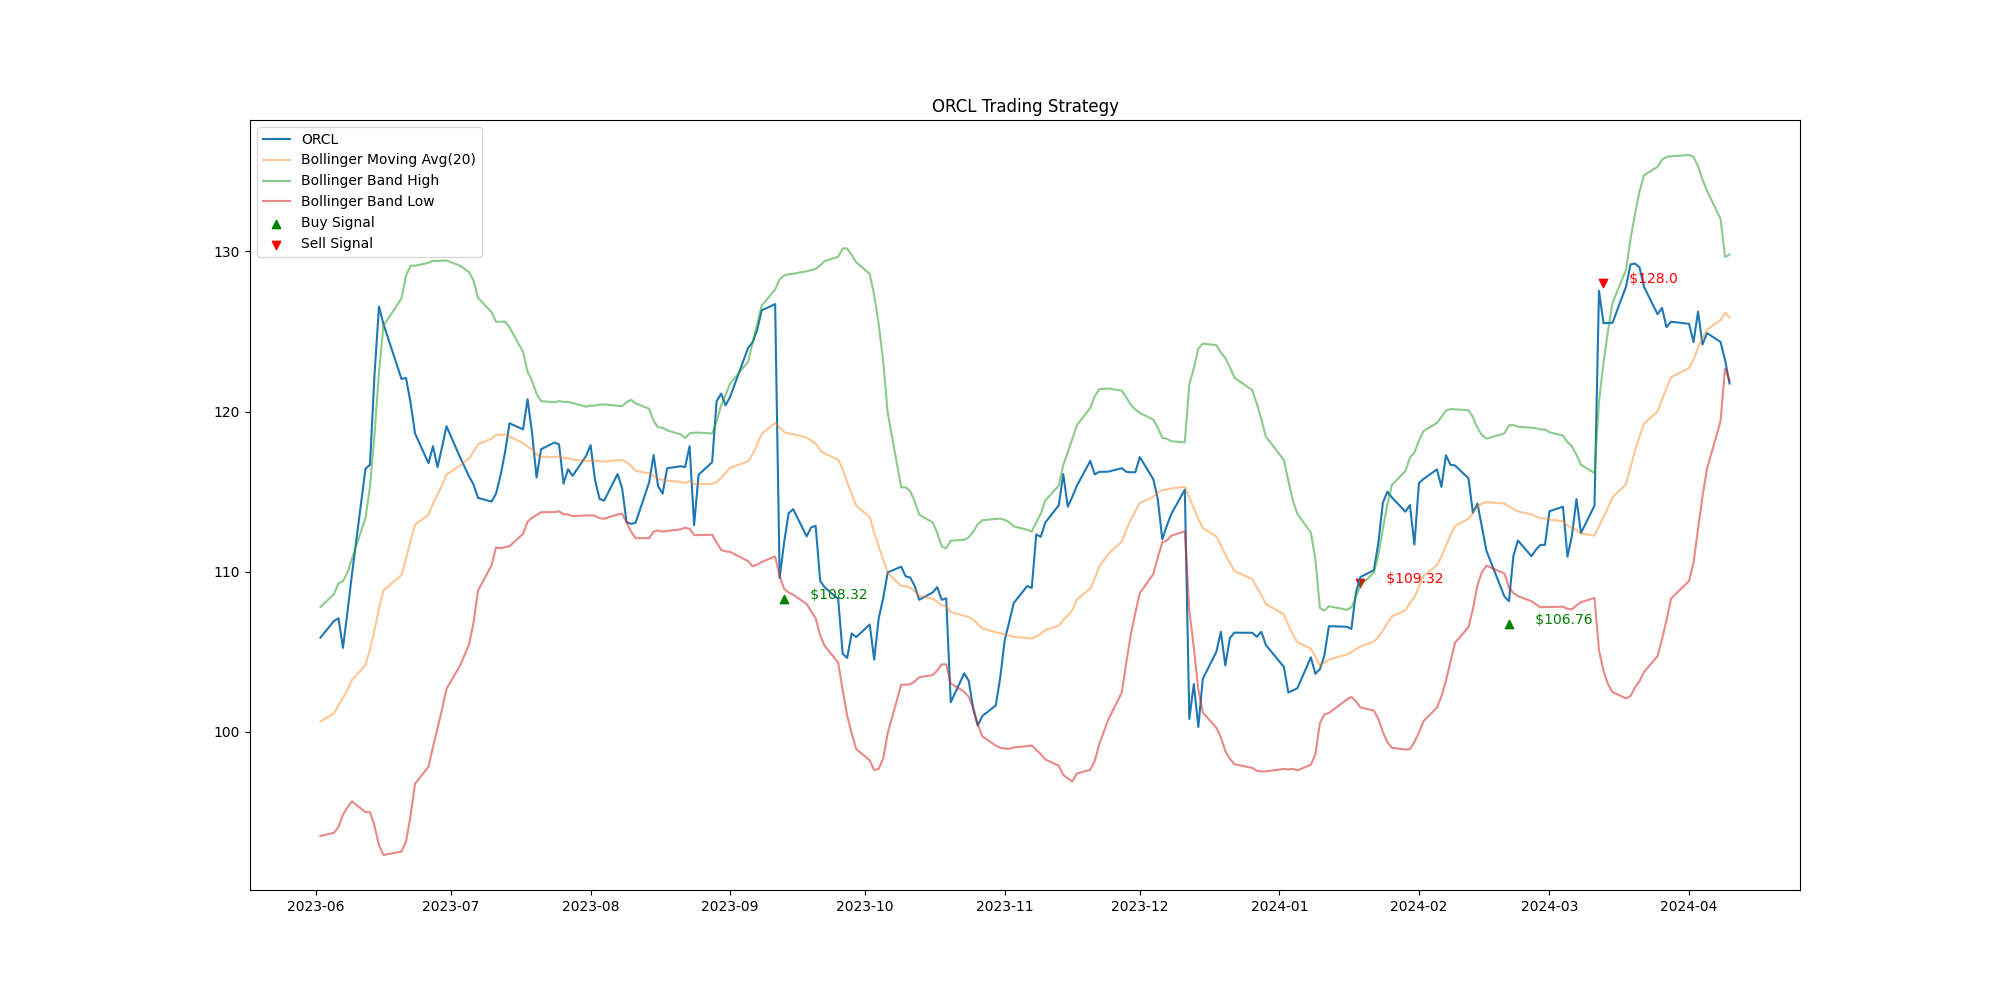 ORCL Trading Strategy
ORCL
Bollinger Moving Avg(20)
Bollinger Band High
Bollinger Band Low
Buy Signal
Sell Signal
130
120
110
100
$128.0
$109.32
$108.32
$106.76
2023-06 2023-07 2023-08 2023-09 2023-10 2023-11 2023-12 2024-01 2024-02 2024-03 2024-04